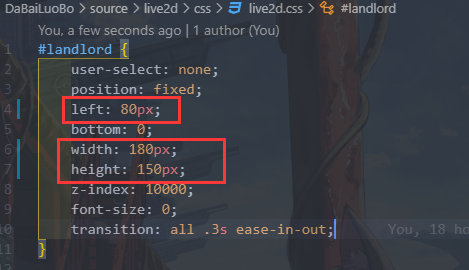 DaBaiLuoBo > source > live2d > css > live2d.css > #landlord
You, a few seconds ago | 1 author (You)
1 #landlord {
2 user-select: none;
3 position: fixed;
4 left: 80px;
5 bottom: 0;
6 width: 180px;
7 height: 150px;
8 z-index: 10000;
9 font-size: 0;
10 transition: all .3s ease-in-out; You, 18 ho
11 }